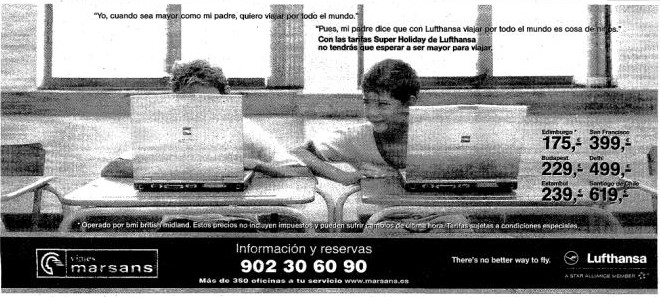 "Yo, cuando sea mayor como mi padre, quiero viajar por todo el mundo."
"Pues, mi padre dice que con Lufthansa viajar por todo el mundo es cosa de niños."
Con las tarifas Super Holiday de Lufthansa
no tendrás que esperar a ser mayor para viajar.
Edimburgo * San Francisco
175,- € 399,- €
Budapest Delhi
229,- € 499,- €
Estambul Santiago de Chile
239,- € 619,- €
* Operado por bmi british midland. Estos precios no incluyen impuestos y pueden sufrir cambios de última hora. Tarifas sujetas a condiciones especiales.
viajes
marsans
Información y reservas
902 30 60 90
Más de 350 oficinas a tu servicio www.marsans.es
There's no better way to fly.
Lufthansa
A STAR ALLIANCE MEMBER